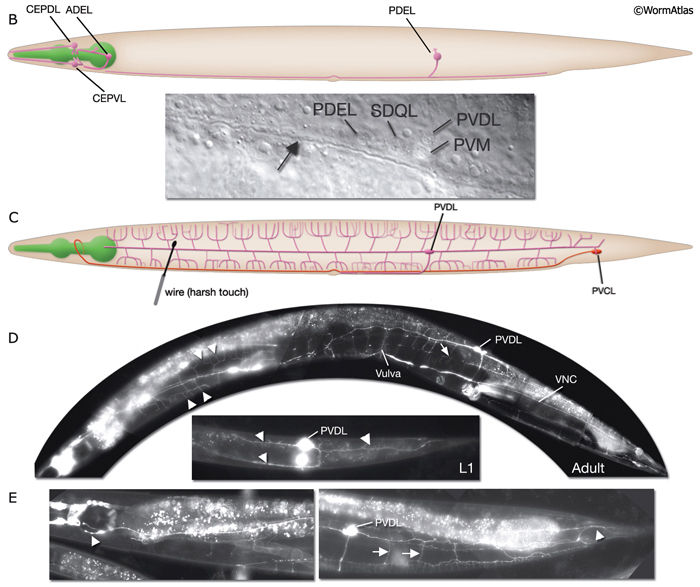 ©WormAtlas
B
CEPDL ADEL
PDEL
CEPVL
PDEL SDQL PVDL
PVM
C
PVDL
wire (harsh touch)
PVCL
D
PVDL
Vulva
VNC
PVDL
L1
Adult
E
PVDL